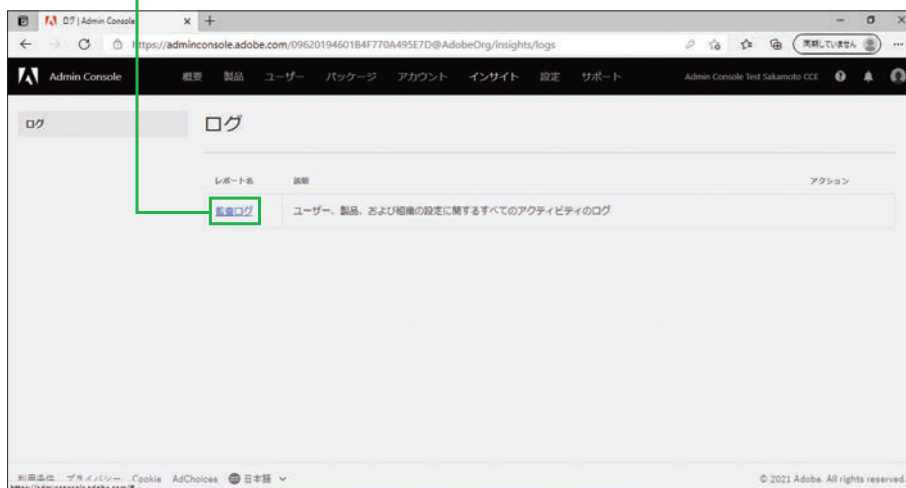 ログ | Admin Console
https://adminconsole.adobe.com/09620194601B4F770A495E7D@AdobeOrg/insights/logs
同期していません
Admin Console 概要 製品 ユーザー パッケージ アカウント インサイト 設定 サポート Admin Console Test Sakamoto CCE
ログ
ログ
レポート名 説明 アクション
監査ログ ユーザー、製品、および組織の設定に関するすべてのアクティビティのログ
利用条件 プライバシー Cookie AdChoices 日本語 © 2021 Adobe. All rights reserved.